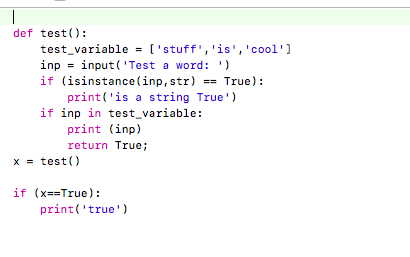 def test():
    test_variable = ['stuff','is','cool']
    inp = input('Test a word: ')
    if (isinstance(inp,str) == True):
        print('is a string True')
    if inp in test_variable:
        print (inp)
        return True;
x = test()

if (x==True):
    print('true')